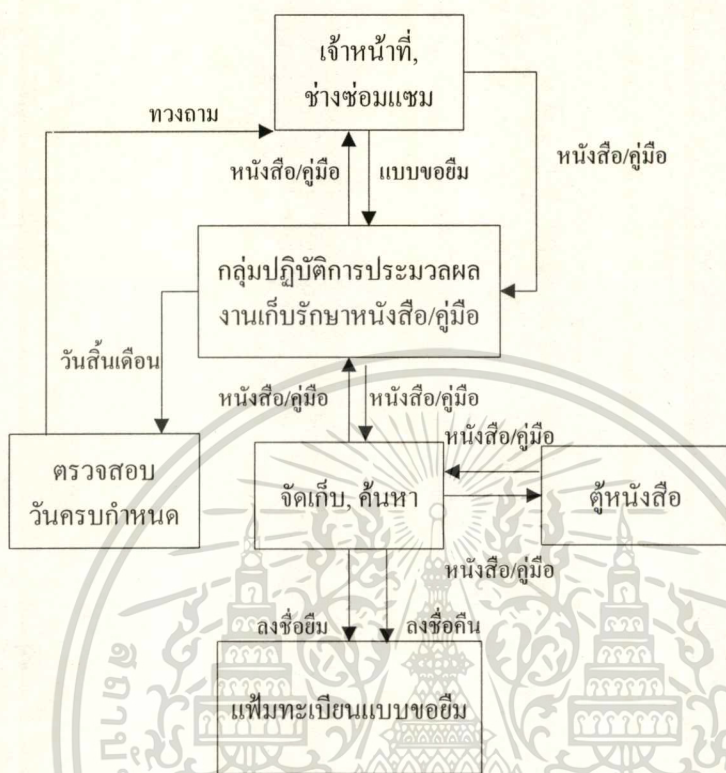 เจ้าหน้าที่,
ช่างซ่อมแซม
ทวงถาม
หนังสือ/คู่มือ
หนังสือ/คู่มือ
แบบขอยืม
กลุ่มปฏิบัติการประมวลผล
งานเก็บรักษาหนังสือ/คู่มือ
วันสิ้นเดือน
หนังสือ/คู่มือ
หนังสือ/คู่มือ
หนังสือ/คู่มือ
ตรวจสอบ
วันครบกำหนด
จัดเก็บ, ค้นหา
ตู้หนังสือ
หนังสือ/คู่มือ
ลงชื่อยืม
ลงชื่อคืน
แฟ้มทะเบียนแบบขอยืม